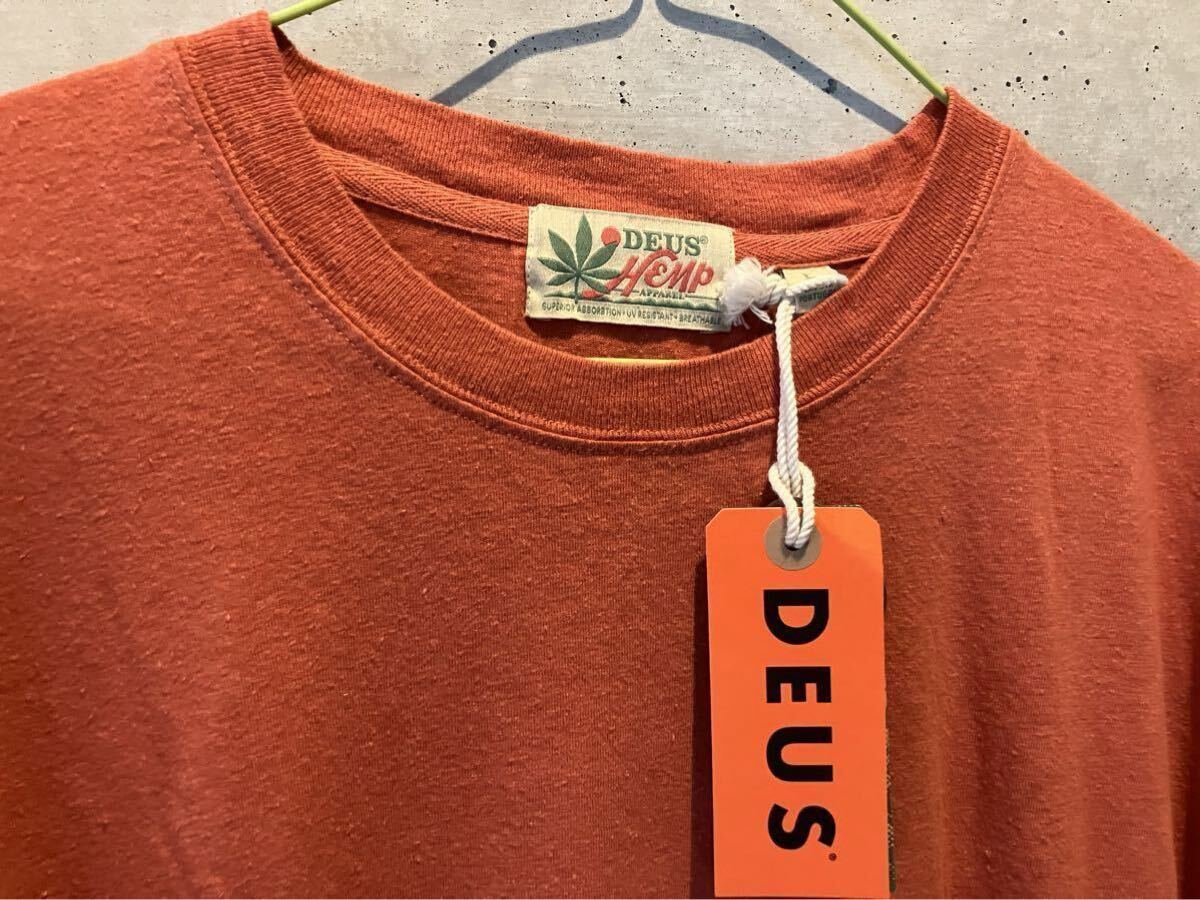 DEUS®
HEMP
APPAREL
SUPERIOR ABSORBTION • UV RESISTANT • BREATHABLE
DEUS®